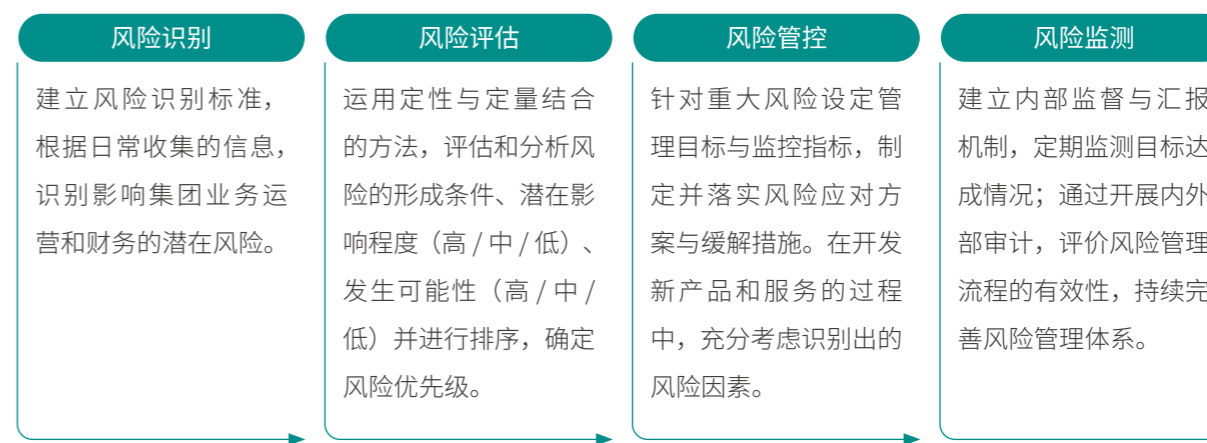 风险识别
建立风险识别标准，
根据日常收集的信息，
识别影响集团业务运
营和财务的潜在风险。
风险评估
运用定性与定量结合
的方法，评估和分析风
险的形成条件、潜在影
响程度（高 / 中 / 低）、
发生可能性（高 / 中 /
低）并进行排序，确定
风险优先级。
风险管控
针对重大风险设定管
理目标与监控指标，制
定并落实风险应对方
案与缓解措施。在开发
新产品和服务的过程
中，充分考虑识别出的
风险因素。
风险监测
建立内部监督与汇报
机制，定期监测目标达
成情况；通过开展内外
部审计，评价风险管理
流程的有效性，持续完
善风险管理体系。